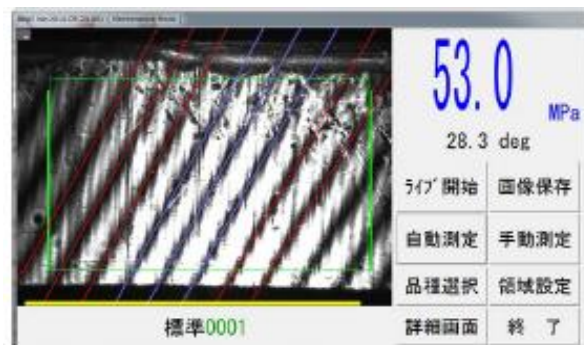 53.0
MPa
28.3 deg
ﾗｲﾌﾞ開始 画像保存
自動測定 手動測定
品種選択 領域設定
標準0001
詳細画面 終 了